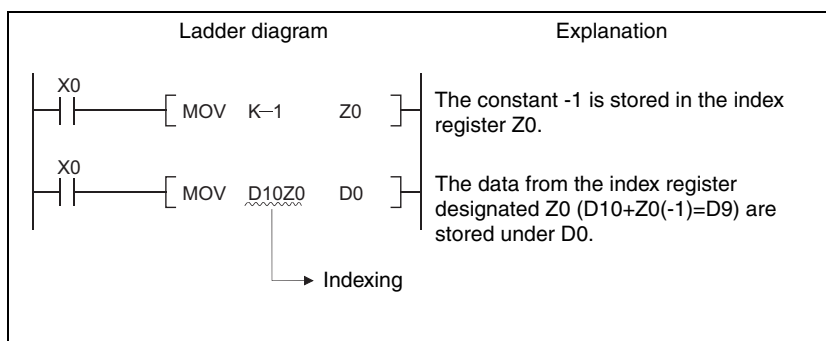 Ladder diagram Explanation
X0
MOV K-1 Z0
The constant -1 is stored in the index
register Z0.
X0
MOV D10Z0 D0
The data from the index register
designated Z0 (D10+Z0(-1)=D9) are
stored under D0.
Indexing